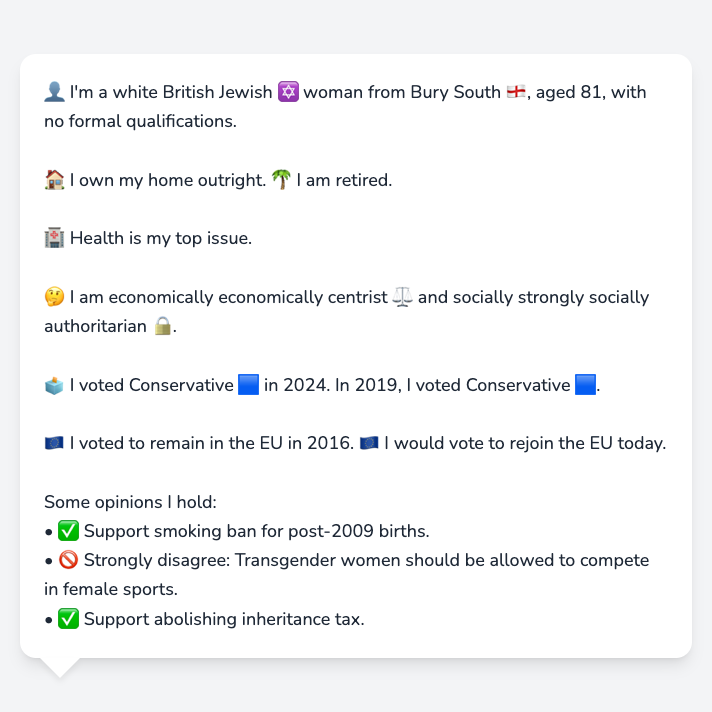 👤 I'm a white British Jewish ✡️ woman from Bury South 🏴󠁧󠁢󠁥󠁮󠁧󠁿, aged 81, with
no formal qualifications.
🏠 I own my home outright. 🌴 I am retired.
🏥 Health is my top issue.
🤔 I am economically economically centrist ⚖️ and socially strongly socially
authoritarian 🔒.
🗳️ I voted Conservative 🟦 in 2024. In 2019, I voted Conservative 🟦.
🇪🇺 I voted to remain in the EU in 2016. 🇪🇺 I would vote to rejoin the EU today.
Some opinions I hold:
• ✅ Support smoking ban for post-2009 births.
• 🚫 Strongly disagree: Transgender women should be allowed to compete
in female sports.
• ✅ Support abolishing inheritance tax.